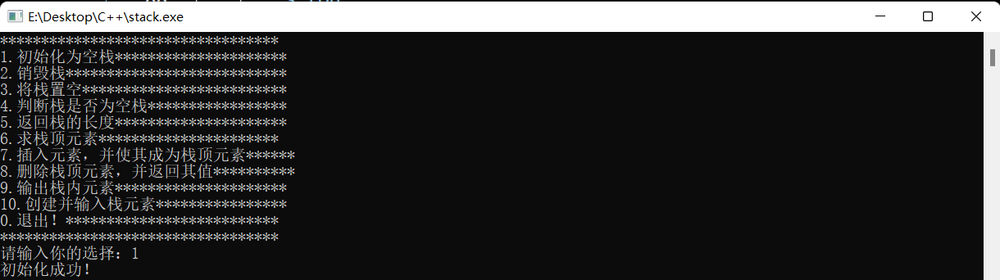 E:\Desktop\C++\stack.exe
**********************************
1.初始化为空栈*********************
2.销毁栈***************************
3.将栈置空*************************
4.判断栈是否为空栈*****************
5.返回栈的长度*********************
6.求栈顶元素**********************
7.插入元素，并使其成为栈顶元素******
8.删除栈顶元素，并返回其值**********
9.输出栈内元素*********************
10.创建并输入栈元素****************
0.退出！**************************
**********************************
请输入你的选择：1
初始化成功！